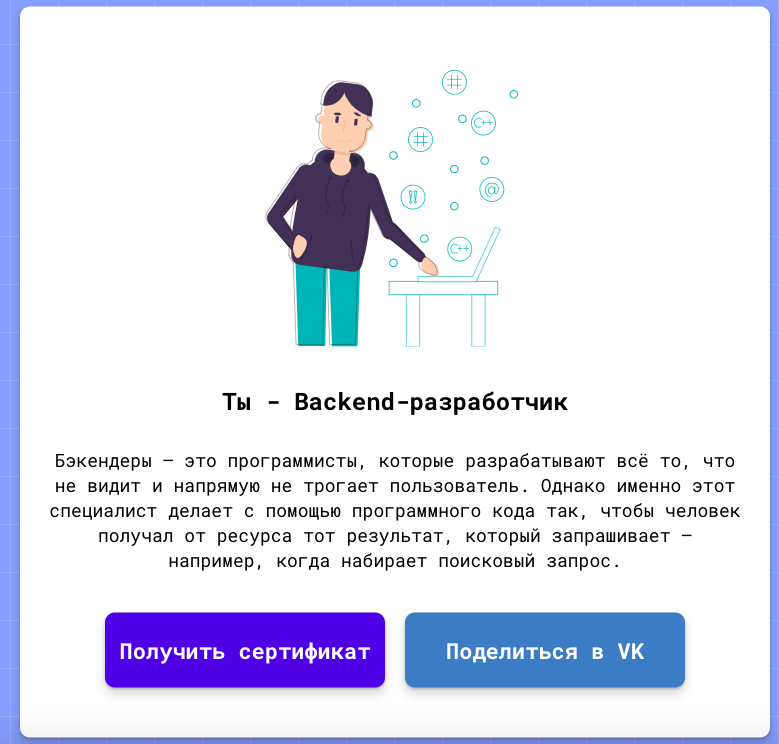 #
C++
#
@
!!
C++
Ты - Backend-разработчик
Бэкендеры — это программисты, которые разрабатывают всё то, что
не видит и напрямую не трогает пользователь. Однако именно этот
специалист делает с помощью программного кода так, чтобы человек
получал от ресурса тот результат, который запрашивает —
например, когда набирает поисковый запрос.
Получить сертификат
Поделиться в VK